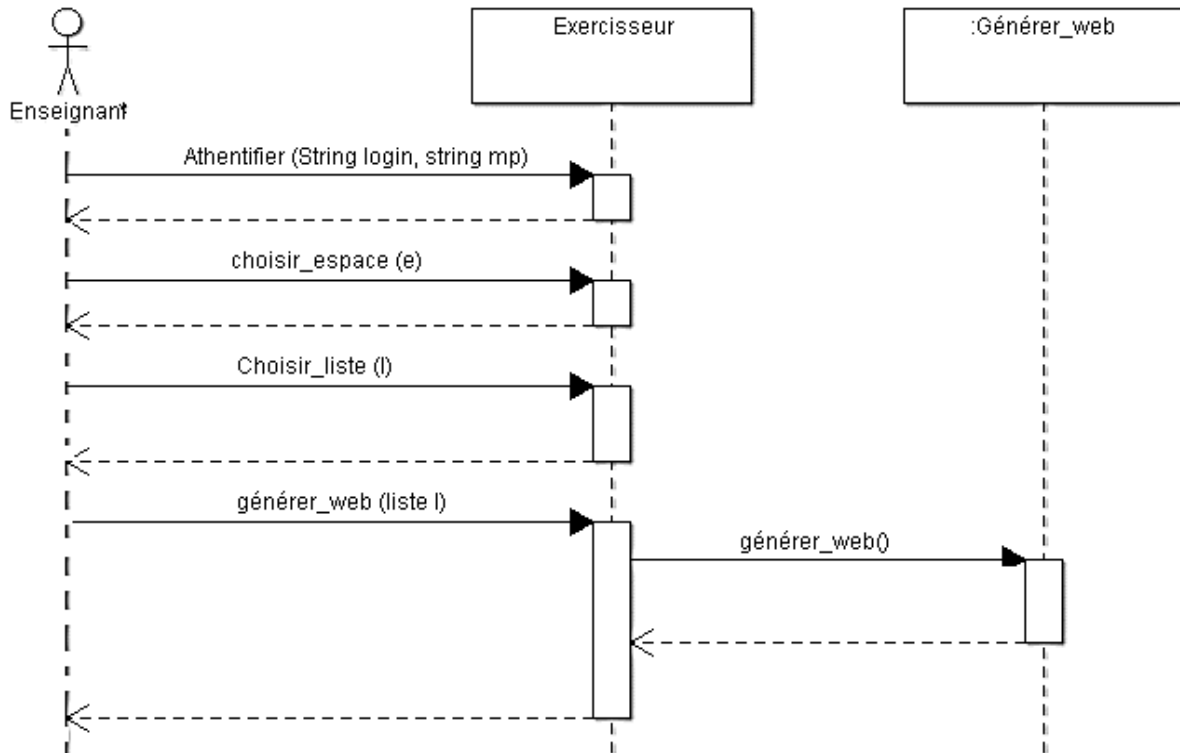 Exercisseur
:Générer_web
Enseignant
Athentifier (String login, string mp)
choisir_espace (e)
Choisir_liste (l)
générer_web (liste l)
générer_web()